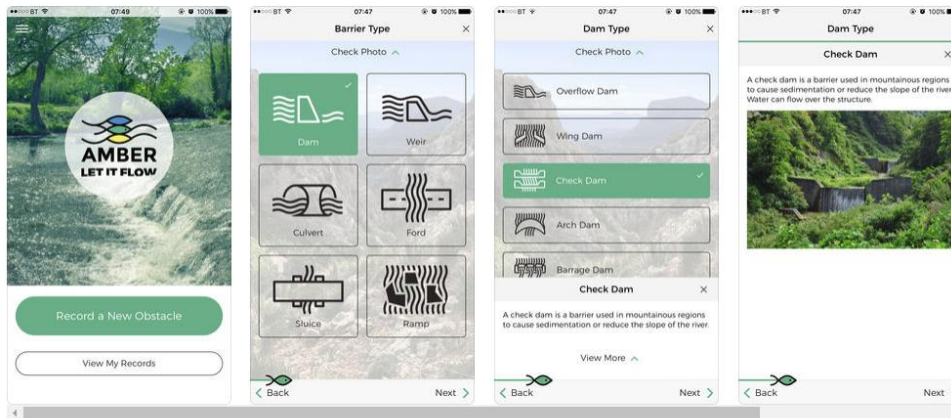 BT 07:49 100%
AMBER
LET IT FLOW
Record a New Obstacle
View My Records
BT 07:47 100%
Barrier Type ×
Check Photo
Dam
Weir
Culvert
Ford
Sluice
Ramp
Back Next
BT 07:47 100%
Dam Type ×
Check Photo
Overflow Dam
Wing Dam
Check Dam
Arch Dam
Barrage Dam
Check Dam ×
A check dam is a barrier used in mountainous regions
to cause sedimentation or reduce the slope of the river.
View More
Back Next
BT 07:47 100%
Dam Type
Check Dam ×
A check dam is a barrier used in mountainous regions
to cause sedimentation or reduce the slope of the river.
Water can flow over the structure.
Back Next